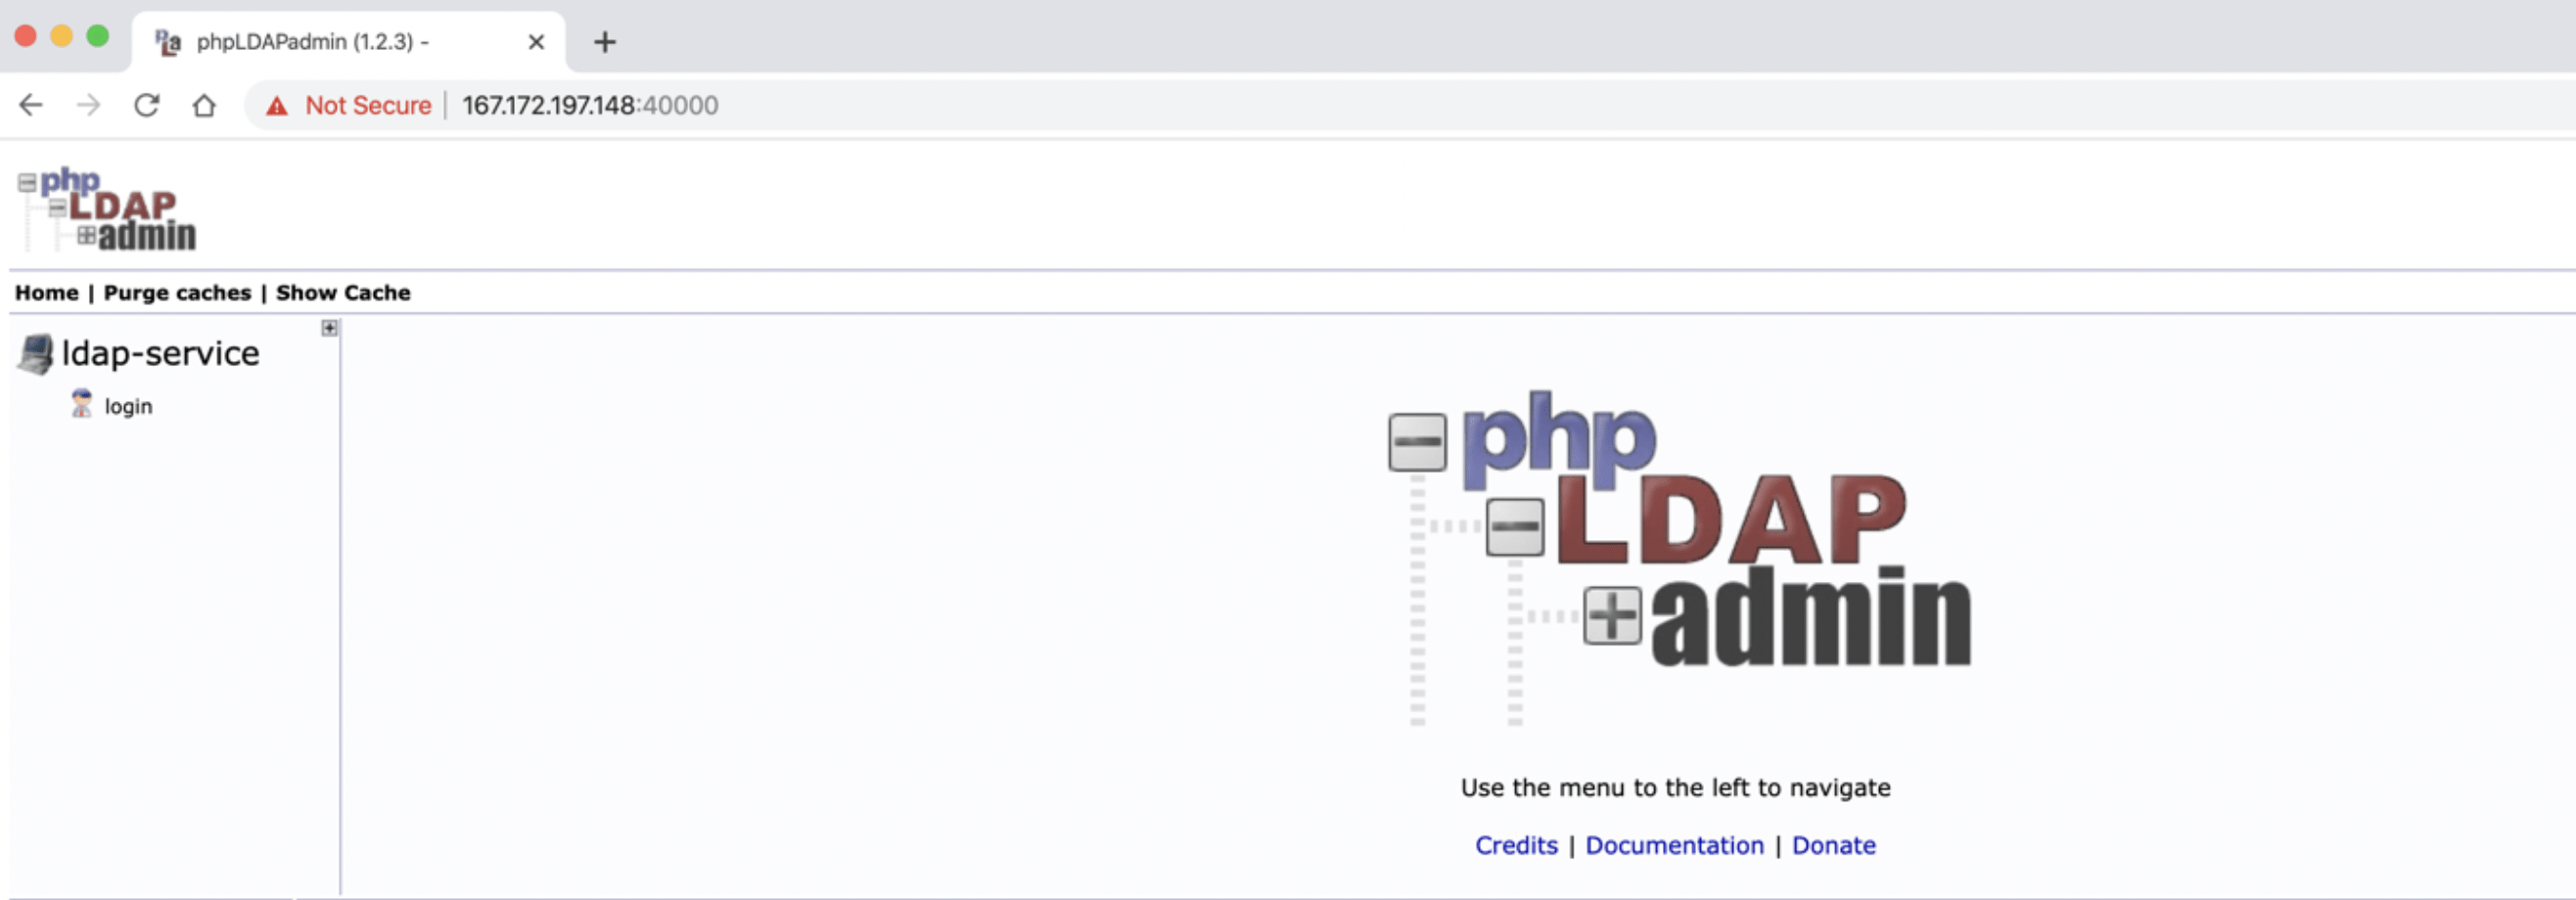 phpLDAPadmin (1.2.3) -
Not Secure | 167.172.197.148:40000
php
LDAP
admin
Home | Purge caches | Show Cache
ldap-service
login
php
LDAP
admin
Use the menu to the left to navigate
Credits | Documentation | Donate